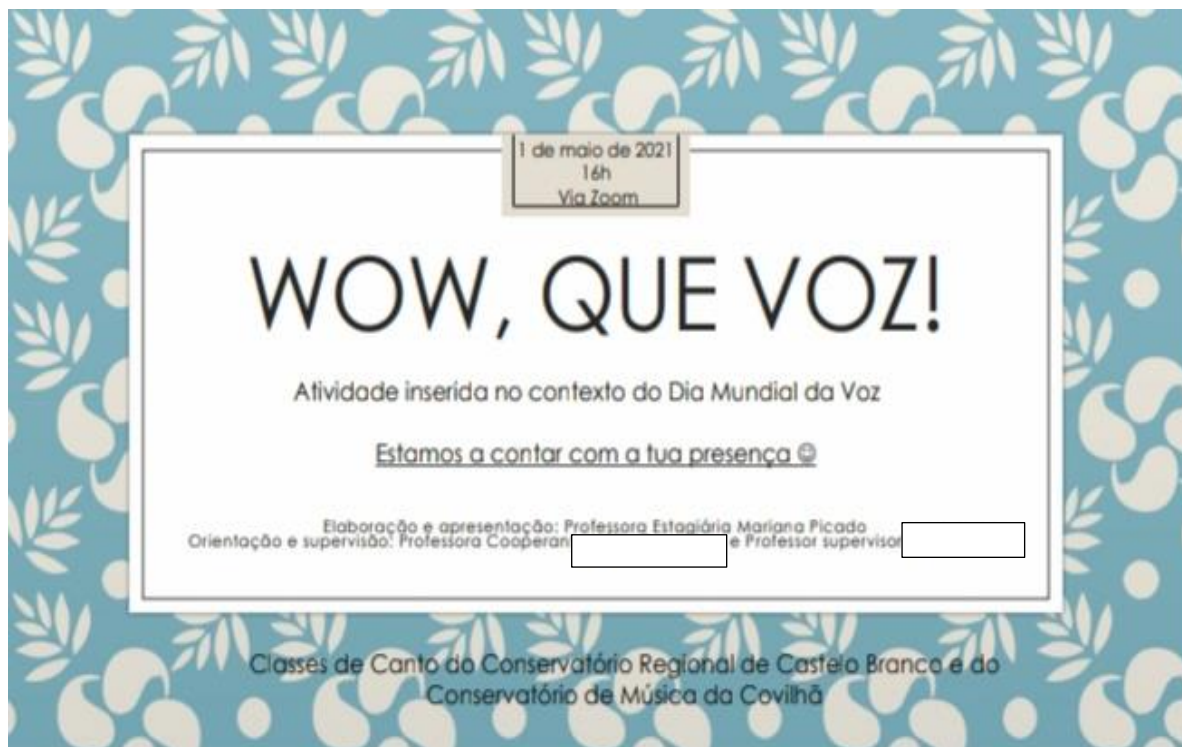 1 de maio de 2021
16h
Via Zoom
WOW, QUE VOZ!
Atividade inserida no contexto do Dia Mundial da Voz
Estamos a contar com a tua presença ☺
Elaboração e apresentação: Professora Estagiária Mariana Picado
Orientação e supervisão: Professora Cooperan e Professor supervisor
Classes de Canto do Conservatório Regional de Castelo Branco e do
Conservatório de Música da Covilhã